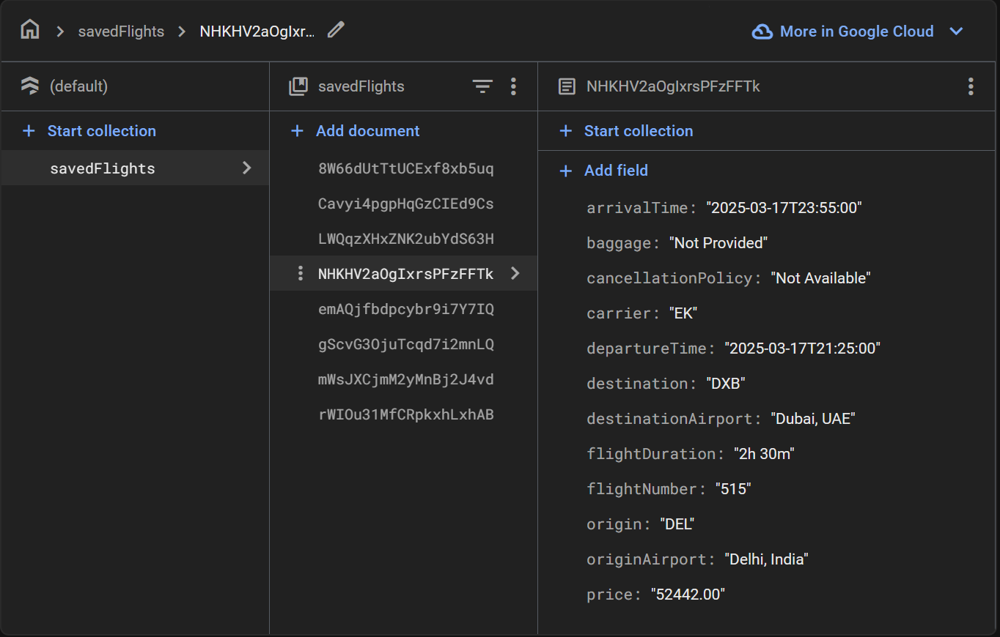 savedFlights
NHKHV2aOgIxr...
More in Google Cloud
(default)
savedFlights
NHKHV2aOgIxrsPFzFFTk
Start collection
Add document
Start collection
savedFlights
8W66dUtTtUCExf8xb5uq
Cavyi4pgpHqGzCIEd9Cs
LWQqzXHxZNK2ubYdS63H
NHKHV2aOgIxrsPFzFFTk
emAQjfbdpcybr9i7Y7IQ
gScvG3OjuTcqd7i2mnLQ
mWsJXCjmM2yMnBj2J4vd
rWIOu31MfCRpkxhLxhAB
Add field
arrivalTime: "2025-03-17T23:55:00"
baggage: "Not Provided"
cancellationPolicy: "Not Available"
carrier: "EK"
departureTime: "2025-03-17T21:25:00"
destination: "DXB"
destinationAirport: "Dubai, UAE"
flightDuration: "2h 30m"
flightNumber: "515"
origin: "DEL"
originAirport: "Delhi, India"
price: "52442.00"